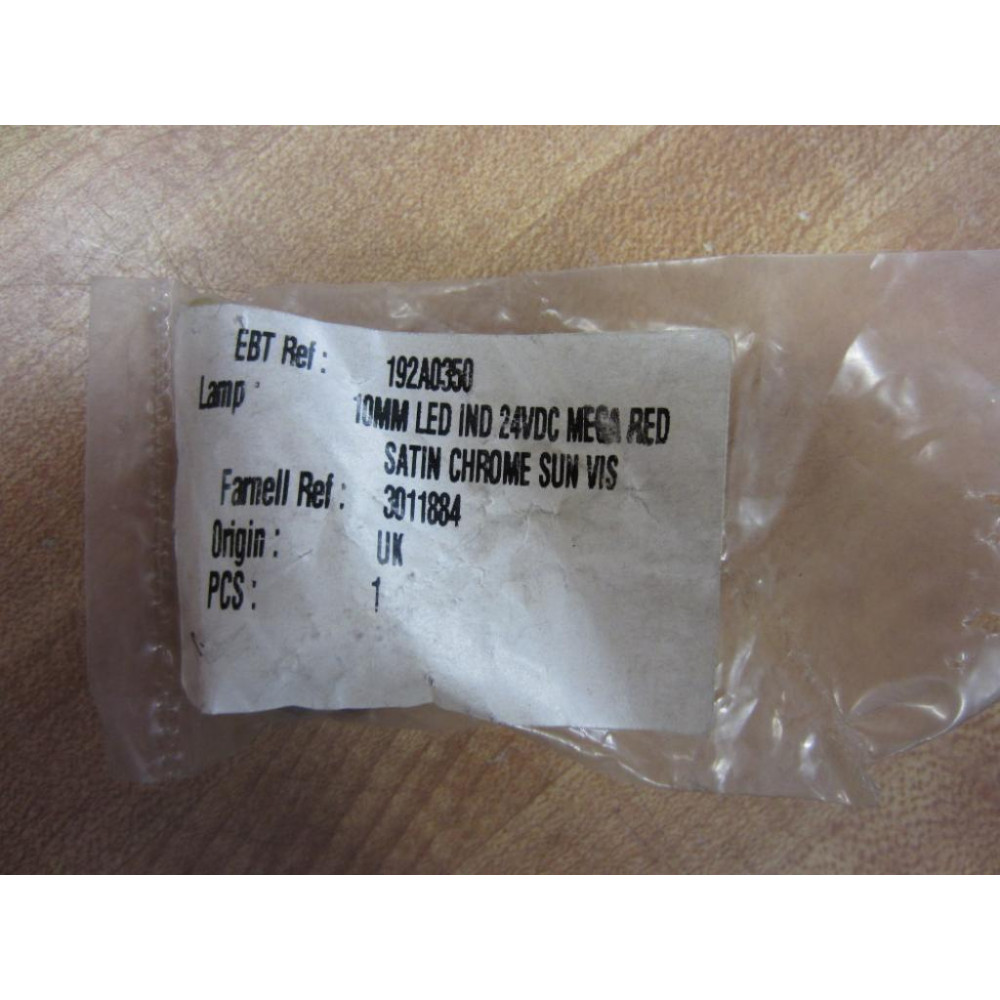 EBT Ref : 192A0350
Lamp : 10MM LED IND 24VDC MEGA RED
SATIN CHROME SUN VIS
Farnell Ref : 3011884
Origin : UK
PCS : 1